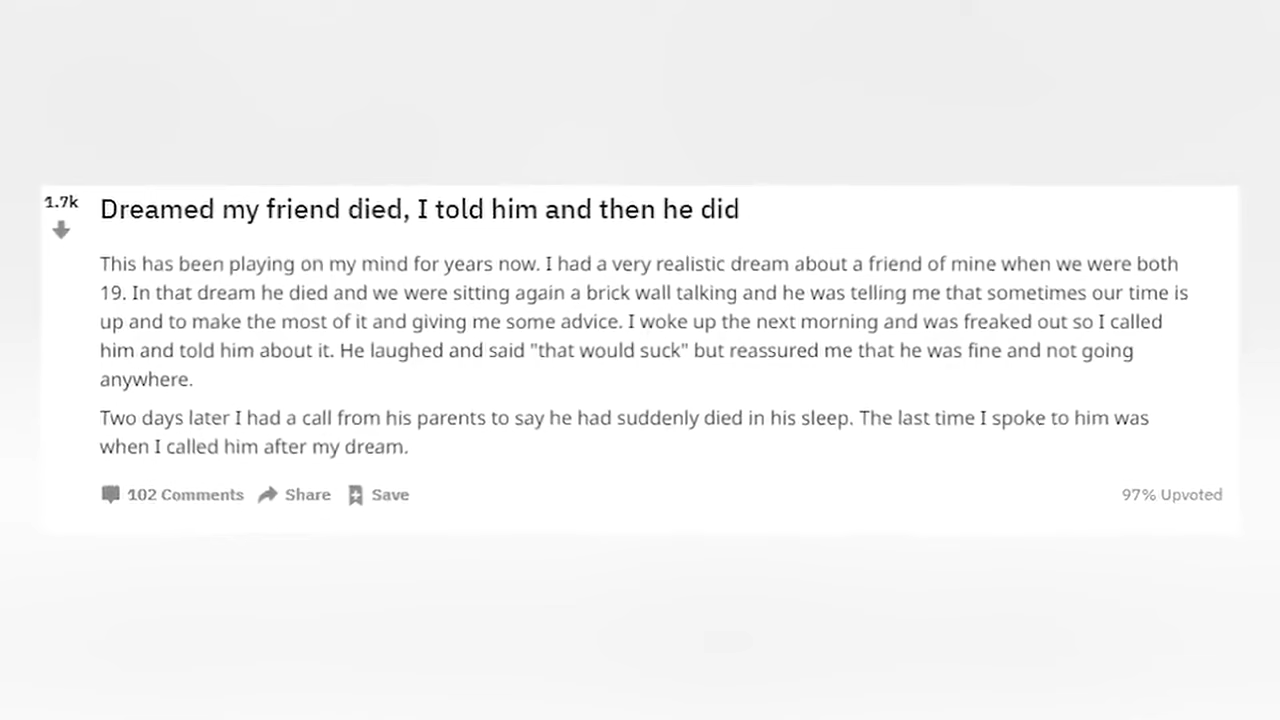 1.7k
Dreamed my friend died, I told him and then he did
This has been playing on my mind for years now. I had a very realistic dream about a friend of mine when we were both
19. In that dream he died and we were sitting again a brick wall talking and he was telling me that sometimes our time is
up and to make the most of it and giving me some advice. I woke up the next morning and was freaked out so I called
him and told him about it. He laughed and said "that would suck" but reassured me that he was fine and not going
anywhere.
Two days later I had a call from his parents to say he had suddenly died in his sleep. The last time I spoke to him was
when I called him after my dream.
102 Comments Share Save 97% Upvoted